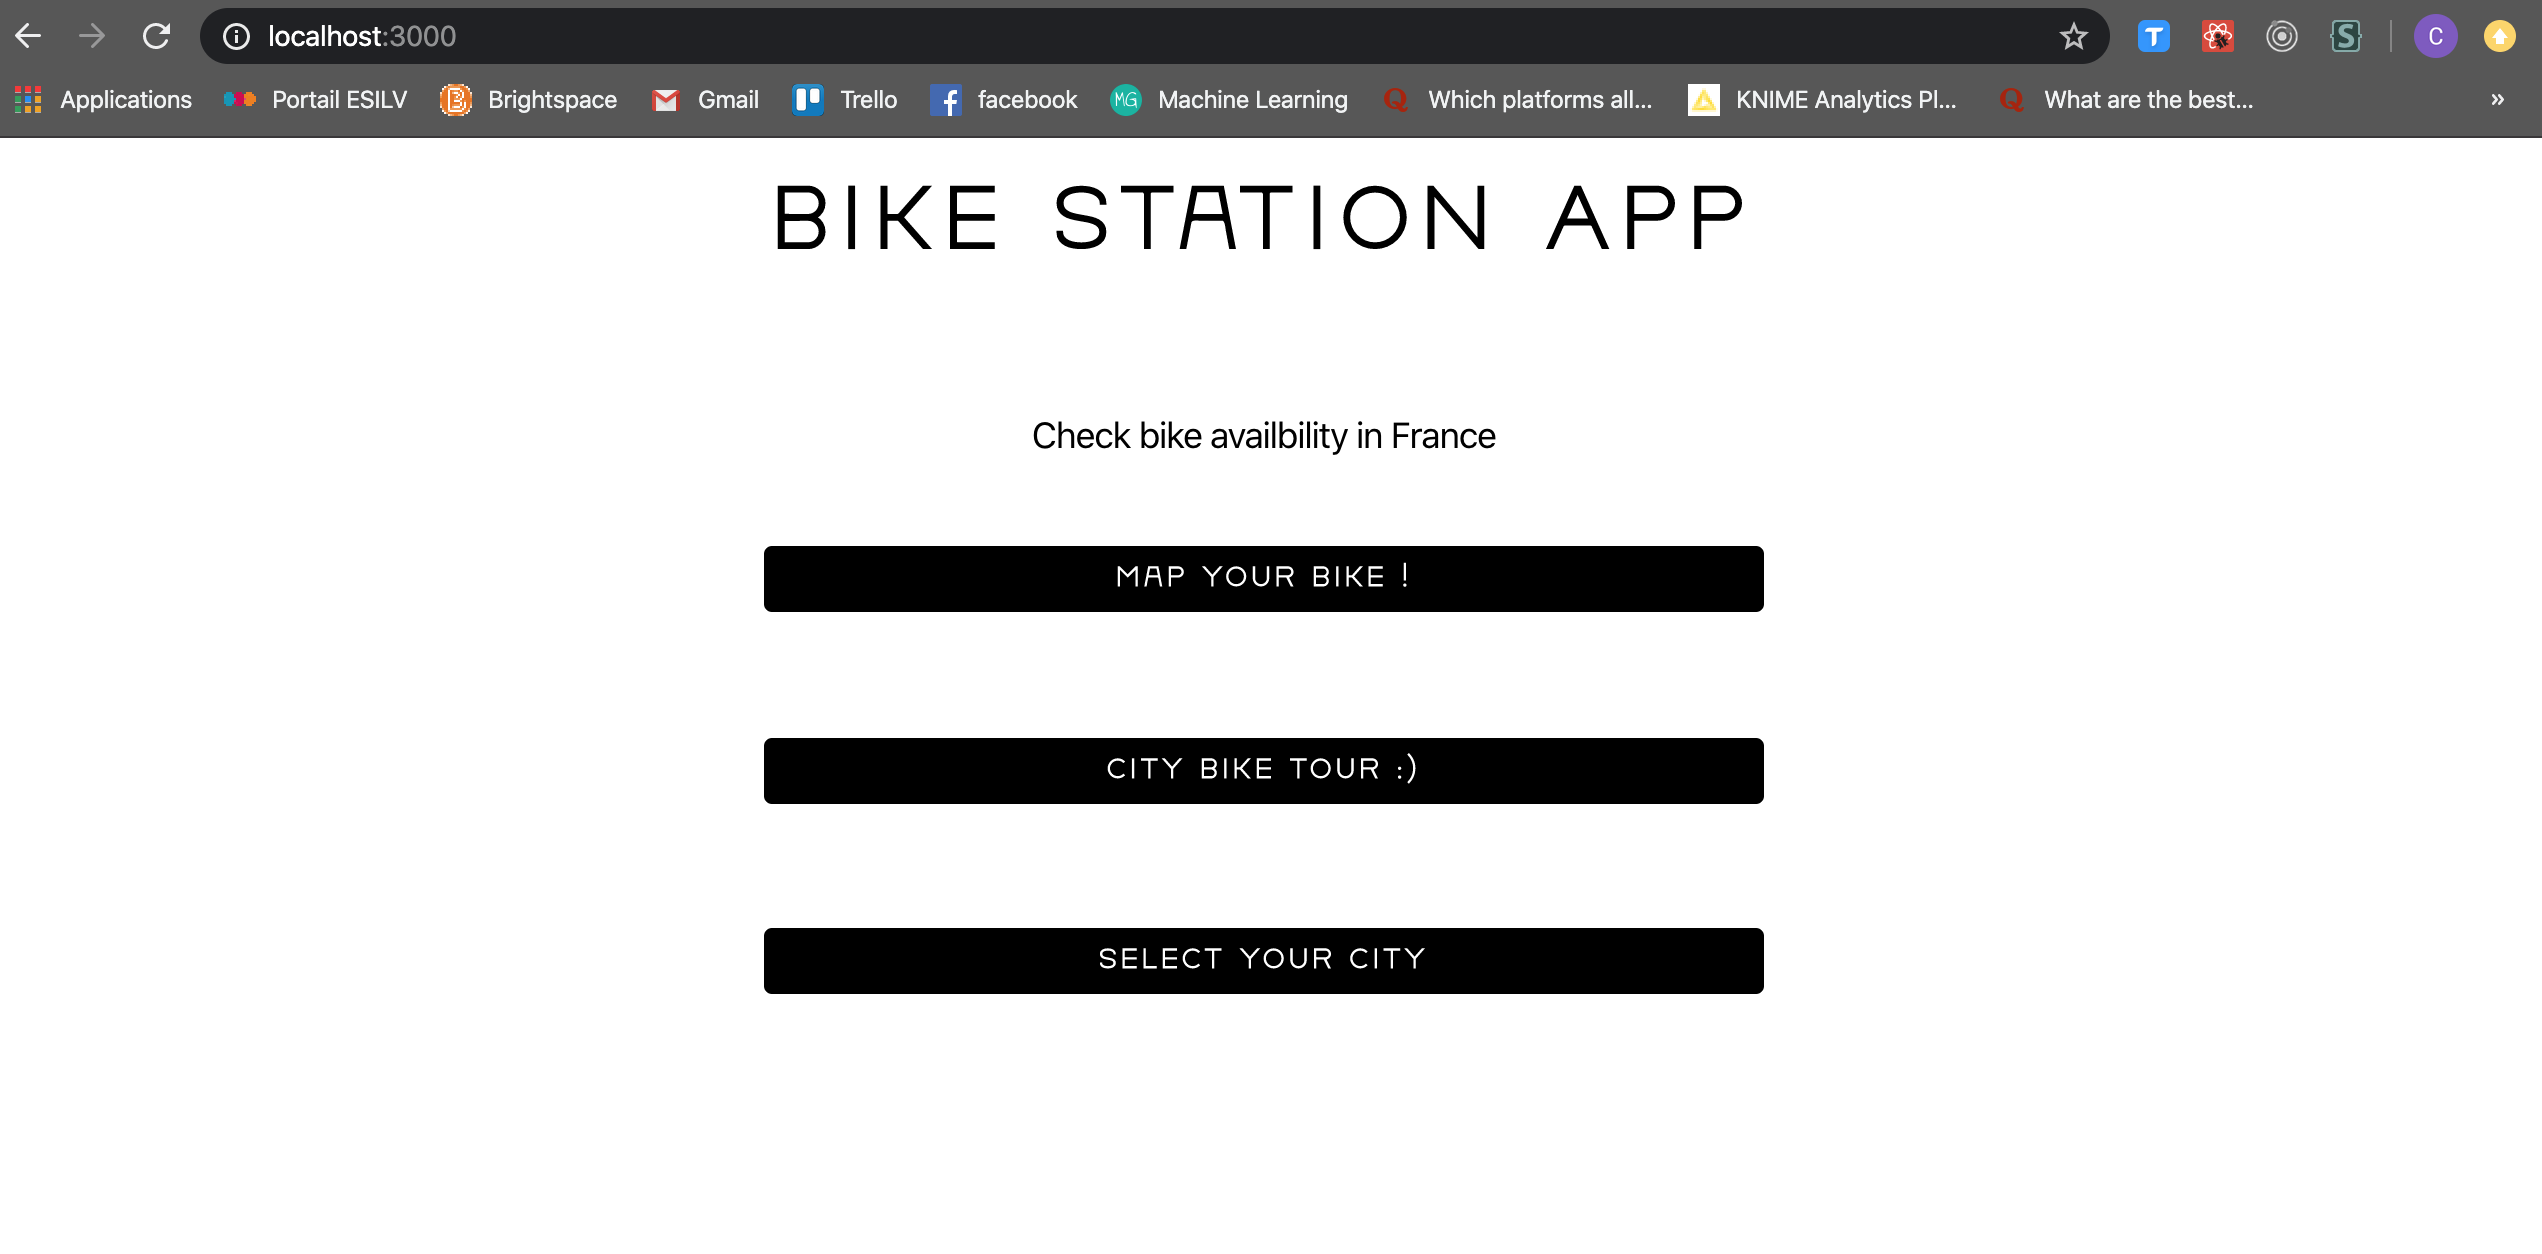 localhost:3000
C
Applications Portail ESILV Brightspace Gmail Trello facebook MG Machine Learning Which platforms all... KNIME Analytics Pl... What are the best... »
BIKE STATION APP
Check bike availbility in France
MAP YOUR BIKE !
CITY BIKE TOUR :)
SELECT YOUR CITY